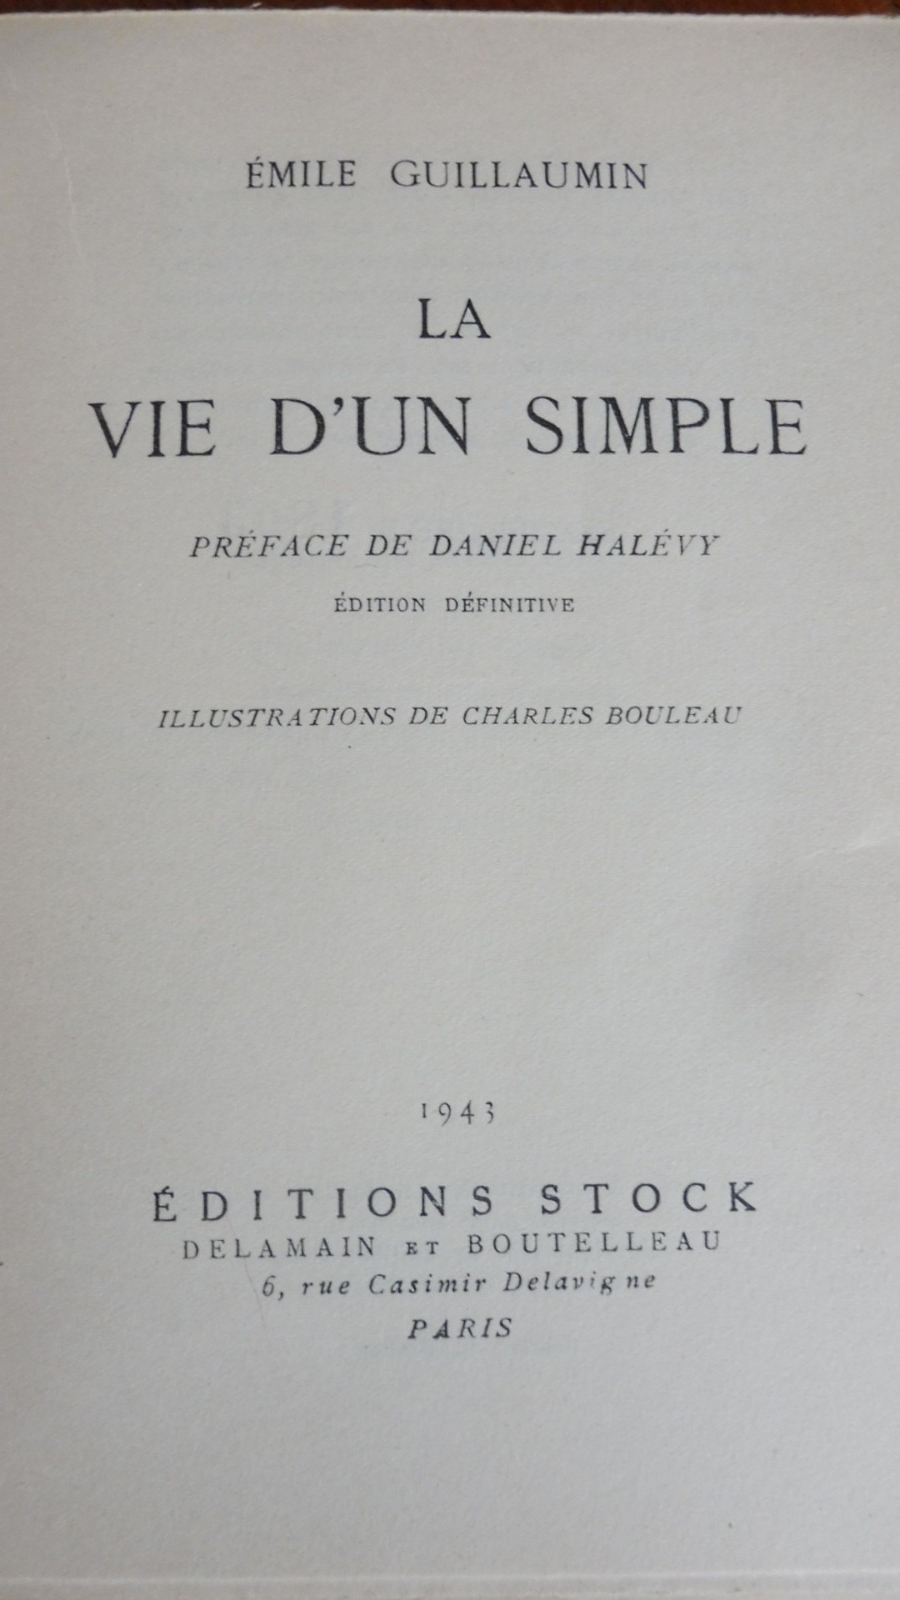 ÉMILE GUILLAUMIN
LA
VIE D'UN SIMPLE
PRÉFACE DE DANIEL HALÉVY
ÉDITION DÉFINITIVE
ILLUSTRATIONS DE CHARLES BOULEAU
1943
ÉDITIONS STOCK
DELAMAIN ET BOUTELLEAU
6, rue Casimir Delavigne
PARIS